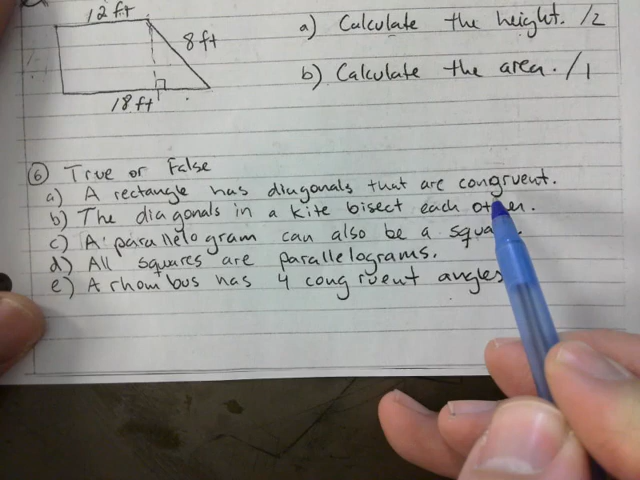 12 ft
8 ft
18 ft
a) Calculate the height. /2
b) Calculate the area. /1
⑥ True or False
a) A rectangle has diagonals that are congruent.
b) The diagonals in a kite bisect each other.
c) A parallelogram can also be a square.
d) All squares are parallelograms.
e) A rhombus has 4 congruent angles